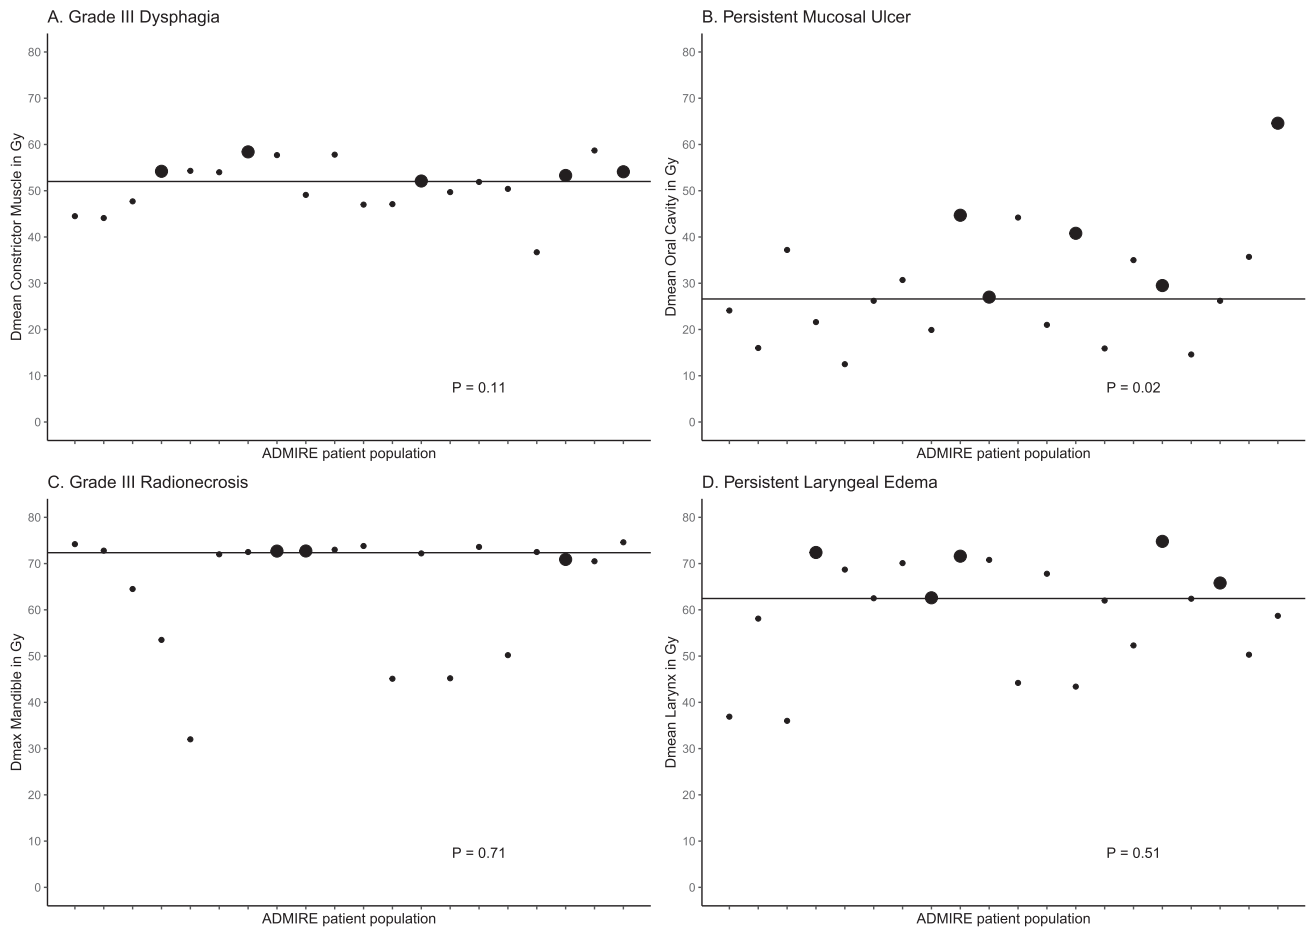 A. Grade III Dysphagia
Dmean Constrictor Muscle in Gy
80
70
60
50
40
30
20
10
0
P = 0.11
ADMIRE patient population
B. Persistent Mucosal Ulcer
Dmean Oral Cavity in Gy
80
70
60
50
40
30
20
10
0
P = 0.02
ADMIRE patient population
C. Grade III Radionecrosis
Dmax Mandible in Gy
80
70
60
50
40
30
20
10
0
P = 0.71
ADMIRE patient population
D. Persistent Laryngeal Edema
Dmean Larynx in Gy
80
70
60
50
40
30
20
10
0
P = 0.51
ADMIRE patient population